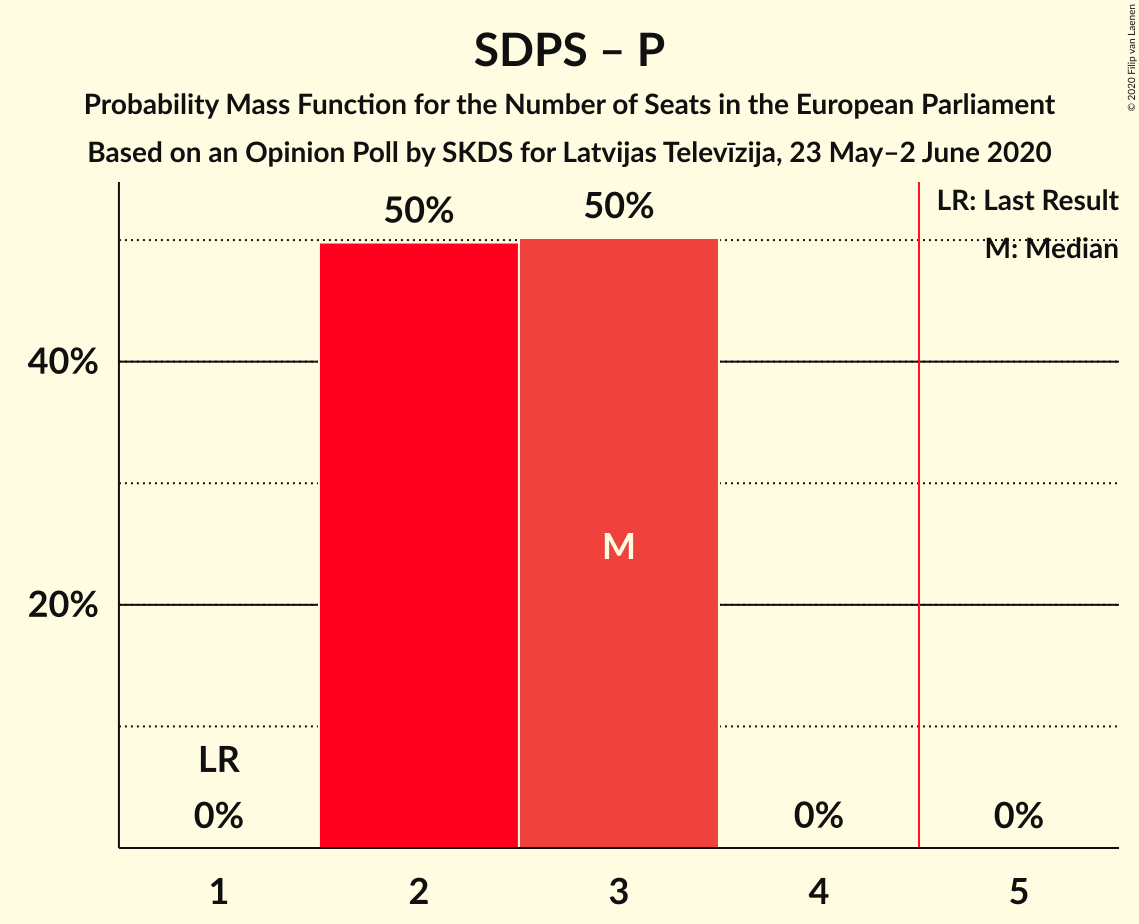 SDPS – P
Probability Mass Function for the Number of Seats in the European Parliament
Based on an Opinion Poll by SKDS for Latvijas Televīzija, 23 May–2 June 2020
© 2020 Filip van Laenen
LR: Last Result
M: Median
50%
50%
40%
20%
M
LR
0%
0%
0%
1
2
3
4
5